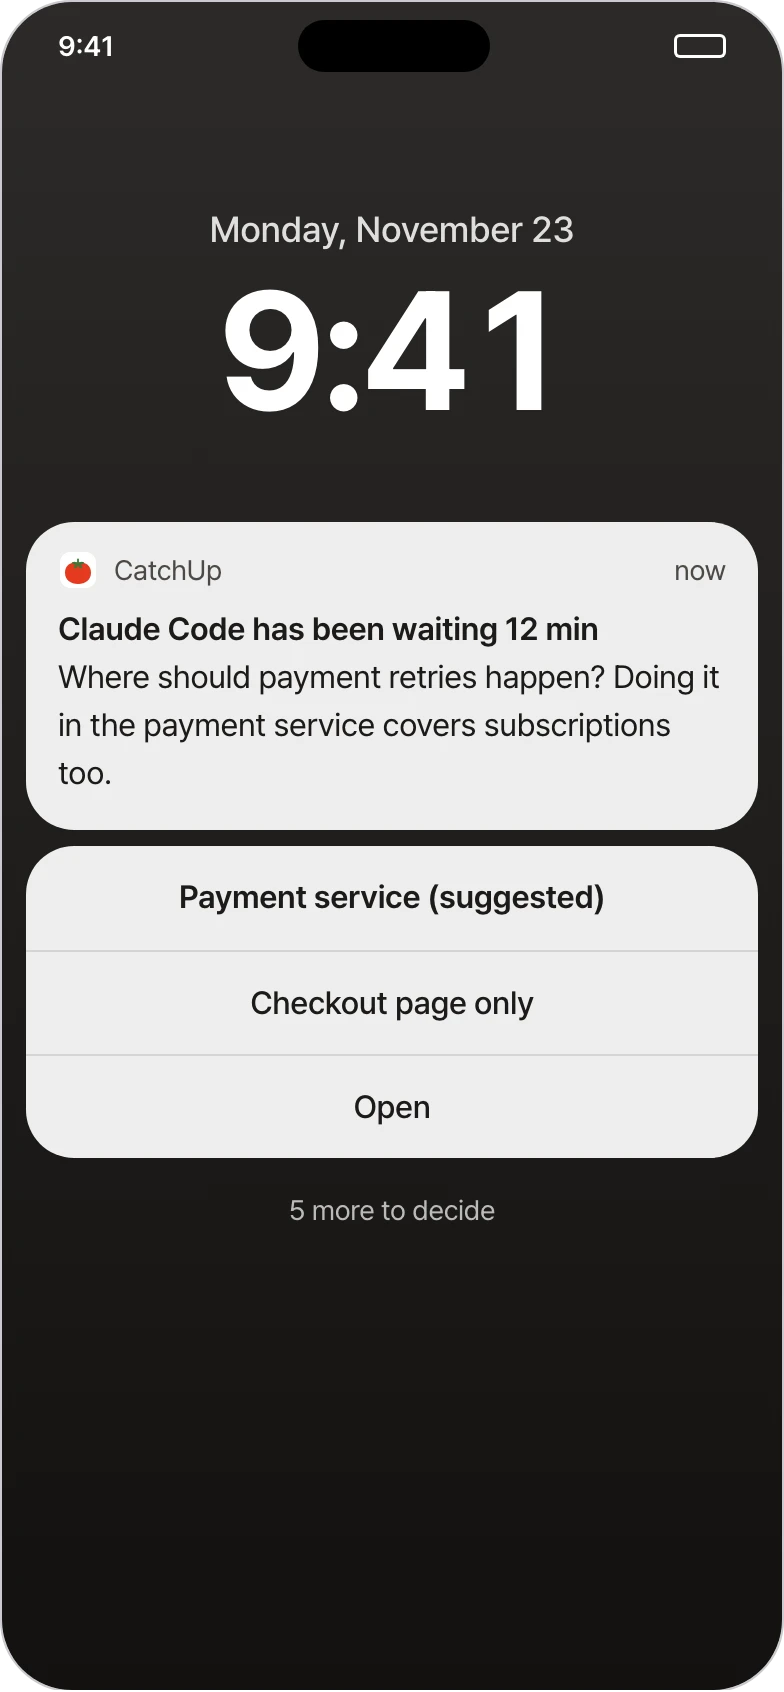 9:41
Monday, November 23
9:41
CatchUp now
Claude Code has been waiting 12 min
Where should payment retries happen? Doing it
in the payment service covers subscriptions
too.
Payment service (suggested)
Checkout page only
Open
5 more to decide